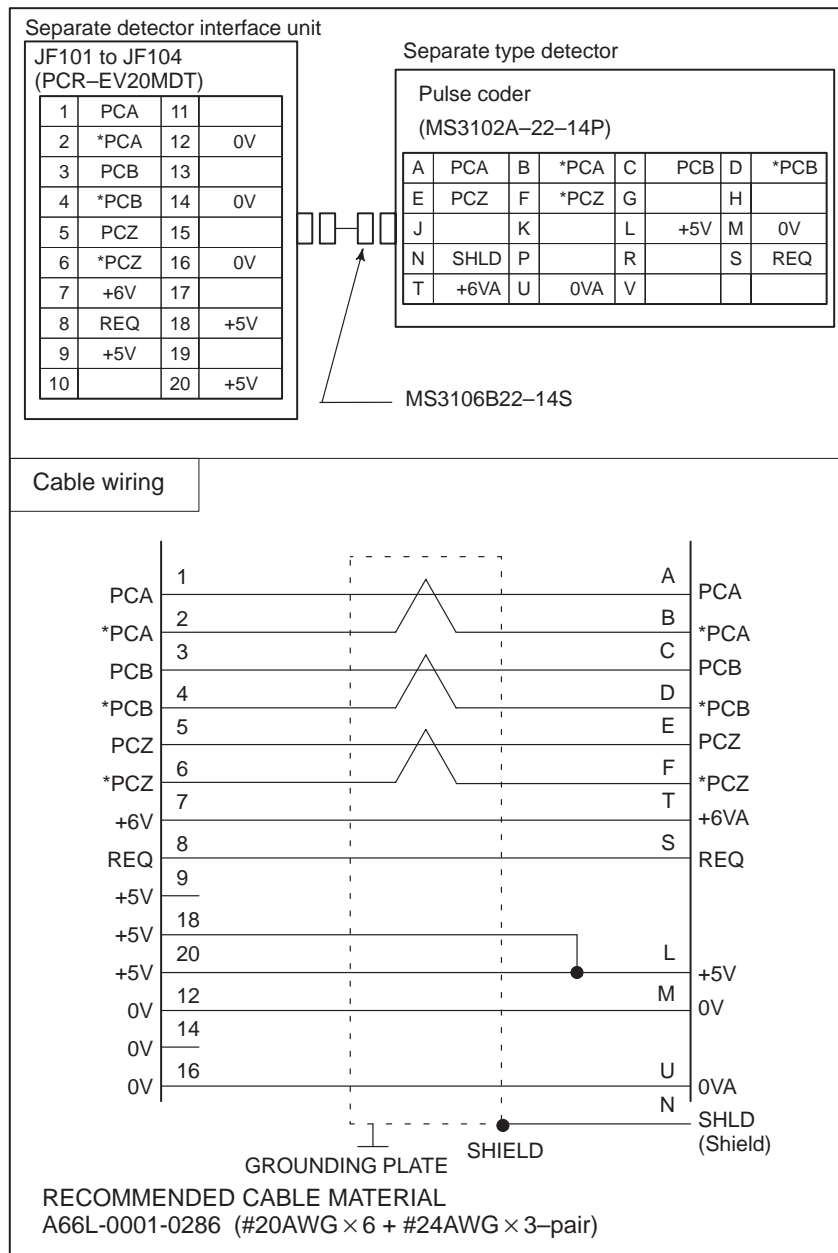 Separate detector interface unit
JF101 to JF104
(PCR–EV20MDT)
1 PCA 11
2 *PCA 12 0V
3 PCB 13
4 *PCB 14 0V
5 PCZ 15
6 *PCZ 16 0V
7 +6V 17
8 REQ 18 +5V
9 +5V 19
10 20 +5V
Separate type detector
Pulse coder
(MS3102A–22–14P)
A PCA B *PCA C PCB D *PCB
E PCZ F *PCZ G H
J K L +5V M 0V
N SHLD P R S REQ
T +6VA U 0VA V
MS3106B22–14S
Cable wiring
PCA 1 A PCA
*PCA 2 B *PCA
PCB 3 C PCB
*PCB 4 D *PCB
PCZ 5 E PCZ
*PCZ 6 F *PCZ
+6V 7 T +6VA
REQ 8 S REQ
+5V 9
+5V 18
+5V 20 L +5V
0V 12 M 0V
0V 14
0V 16 U 0VA
N SHLD
(Shield)
SHIELD
GROUNDING PLATE
RECOMMENDED CABLE MATERIAL
A66L-0001-0286 (#20AWG × 6 + #24AWG × 3–pair)